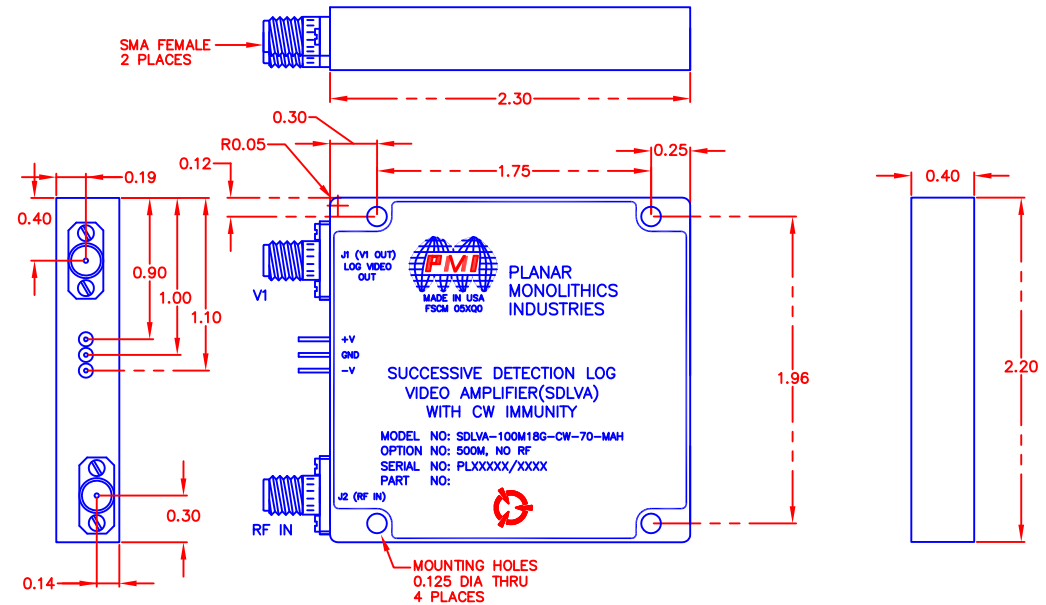 SMA FEMALE
2 PLACES
2.30
0.30
R0.05
0.12
0.25
1.75
0.19
0.40
0.40
0.90
1.00
1.10
J1 (V1 OUT)
LOG VIDEO
OUT
V1
PMI
MADE IN USA
FSCM 05XQ0
PLANAR
MONOLITHICS
INDUSTRIES
+V
GND
-V
SUCCESSIVE DETECTION LOG
VIDEO AMPLIFIER(SDLVA)
WITH CW IMMUNITY
1.96
2.20
MODEL NO: SDLVA-100M18G-CW-70-MAH
OPTION NO: 500M, NO RF
SERIAL NO: PLXXXXX/XXXX
PART NO:
J2 (RF IN)
RF IN
0.30
0.14
MOUNTING HOLES
0.125 DIA THRU
4 PLACES